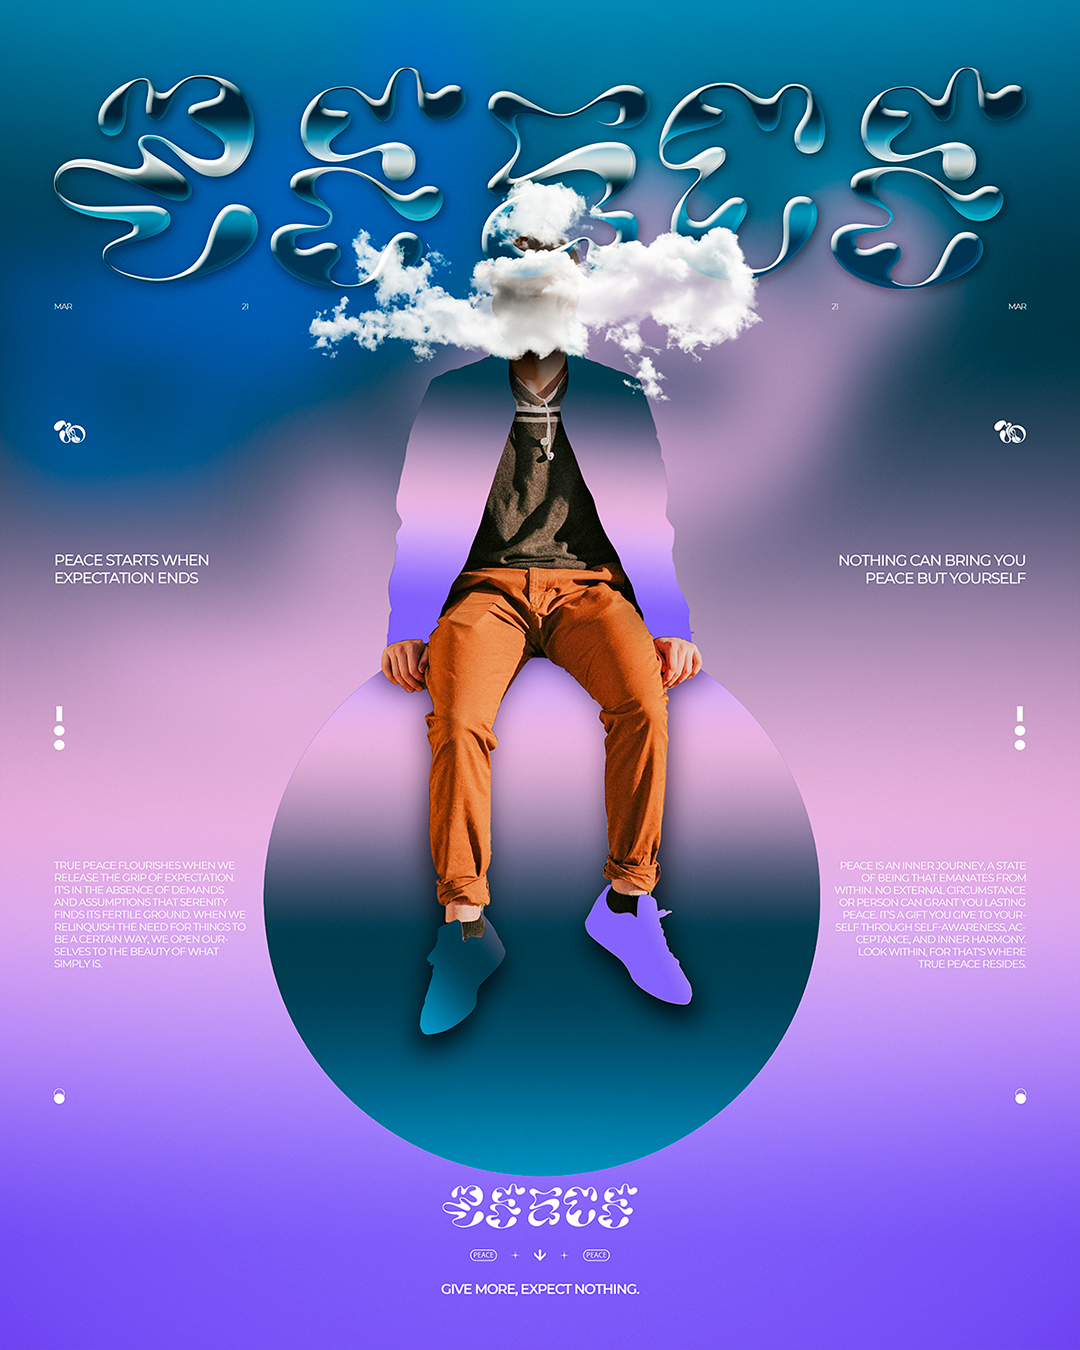 PEACE
MAR 21 21 MAR
PEACE STARTS WHEN
EXPECTATION ENDS
NOTHING CAN BRING YOU
PEACE BUT YOURSELF
TRUE PEACE FLOURISHES WHEN WE
RELEASE THE GRIP OF EXPECTATION.
IT'S IN THE ABSENCE OF DEMANDS
AND ASSUMPTIONS THAT SERENITY
FINDS ITS FERTILE GROUND. WHEN WE
RELINQUISH THE NEED FOR THINGS TO
BE A CERTAIN WAY, WE OPEN OUR-
SELVES TO THE BEAUTY OF WHAT
SIMPLY IS.
PEACE IS AN INNER JOURNEY, A STATE
OF BEING THAT EMANATES FROM
WITHIN. NO EXTERNAL CIRCUMSTANCE
OR PERSON CAN GRANT YOU LASTING
PEACE. IT'S A GIFT YOU GIVE TO YOUR-
SELF THROUGH SELF-AWARENESS, AC-
CEPTANCE, AND INNER HARMONY.
LOOK WITHIN, FOR THAT'S WHERE
TRUE PEACE RESIDES.
PEACE
PEACE PEACE
GIVE MORE, EXPECT NOTHING.